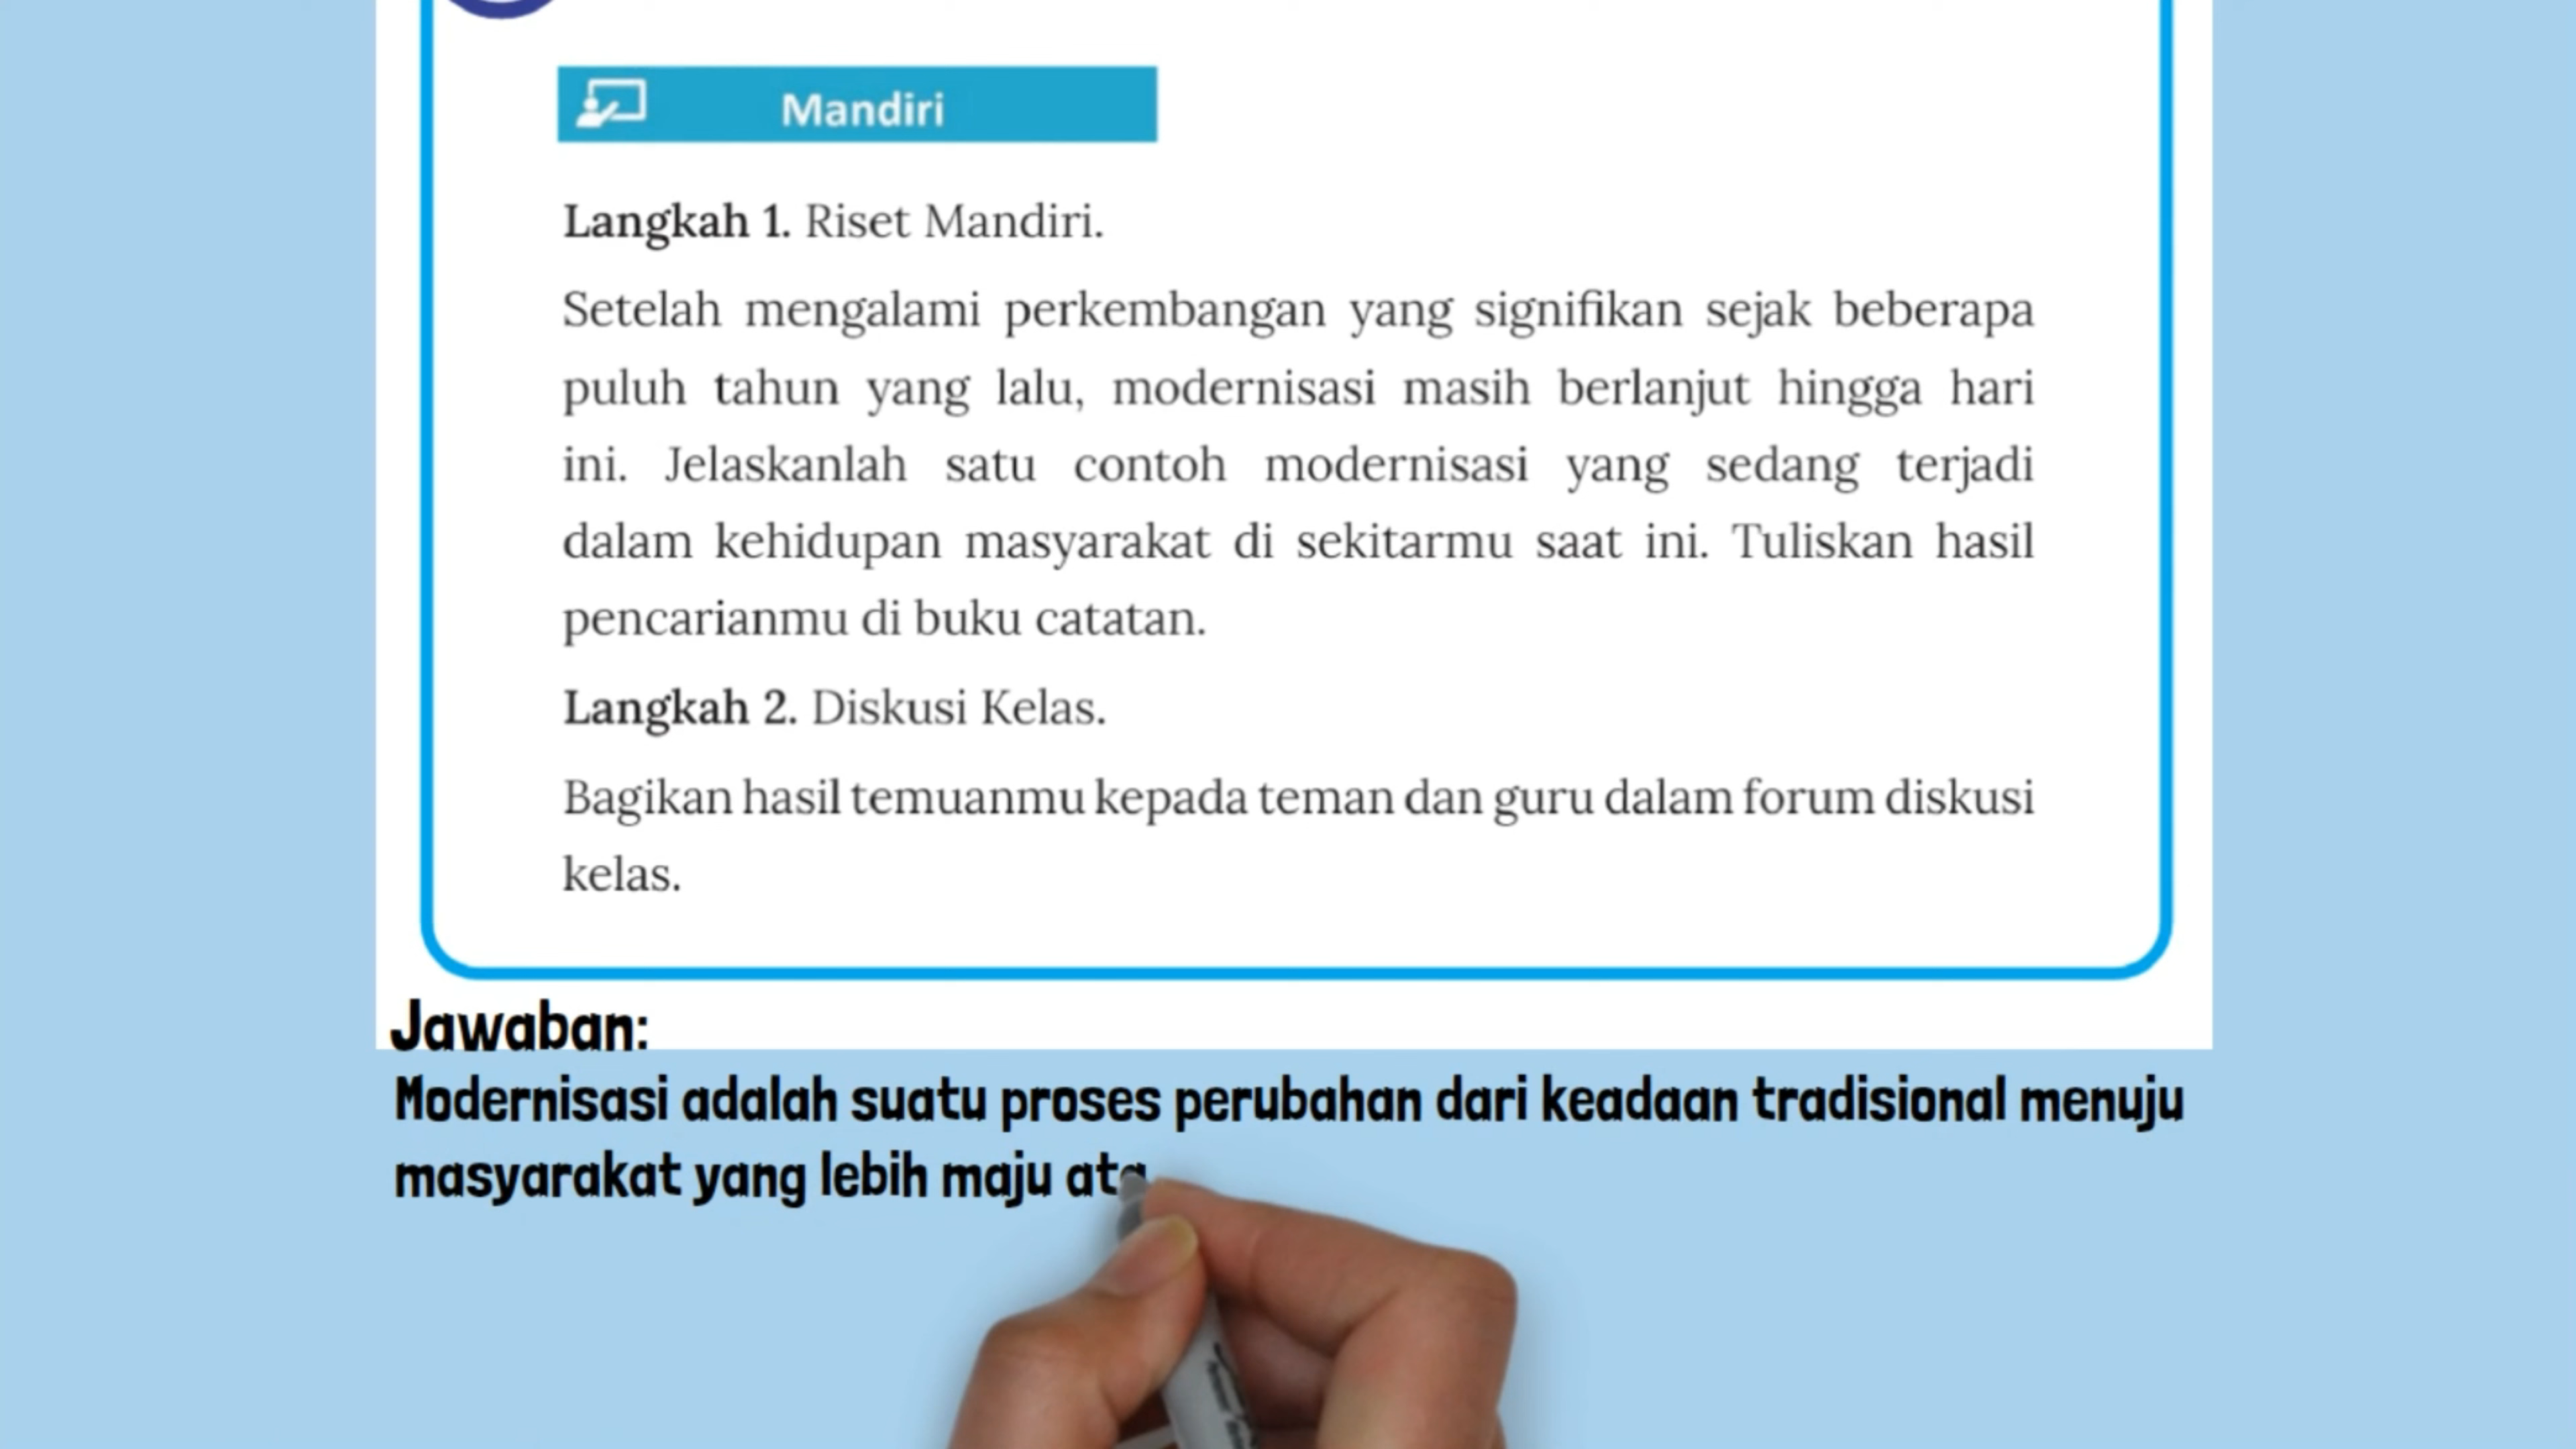 Mandiri
Langkah 1. Riset Mandiri.
Setelah mengalami perkembangan yang signifikan sejak beberapa
puluh tahun yang lalu, modernisasi masih berlanjut hingga hari
ini. Jelaskanlah satu contoh modernisasi yang sedang terjadi
dalam kehidupan masyarakat di sekitarmu saat ini. Tuliskan hasil
pencarianmu di buku catatan.
Langkah 2. Diskusi Kelas.
Bagikan hasil temuanmu kepada teman dan guru dalam forum diskusi
kelas.
Jawaban:
Modernisasi adalah suatu proses perubahan dari keadaan tradisional menuju
masyarakat yang lebih maju ata